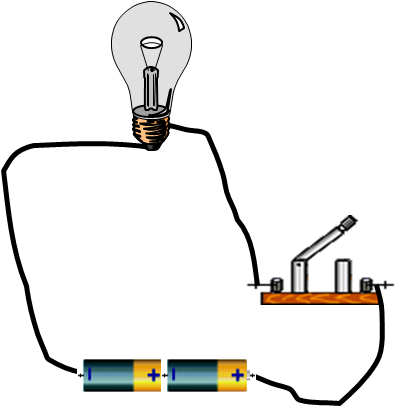 - + - +